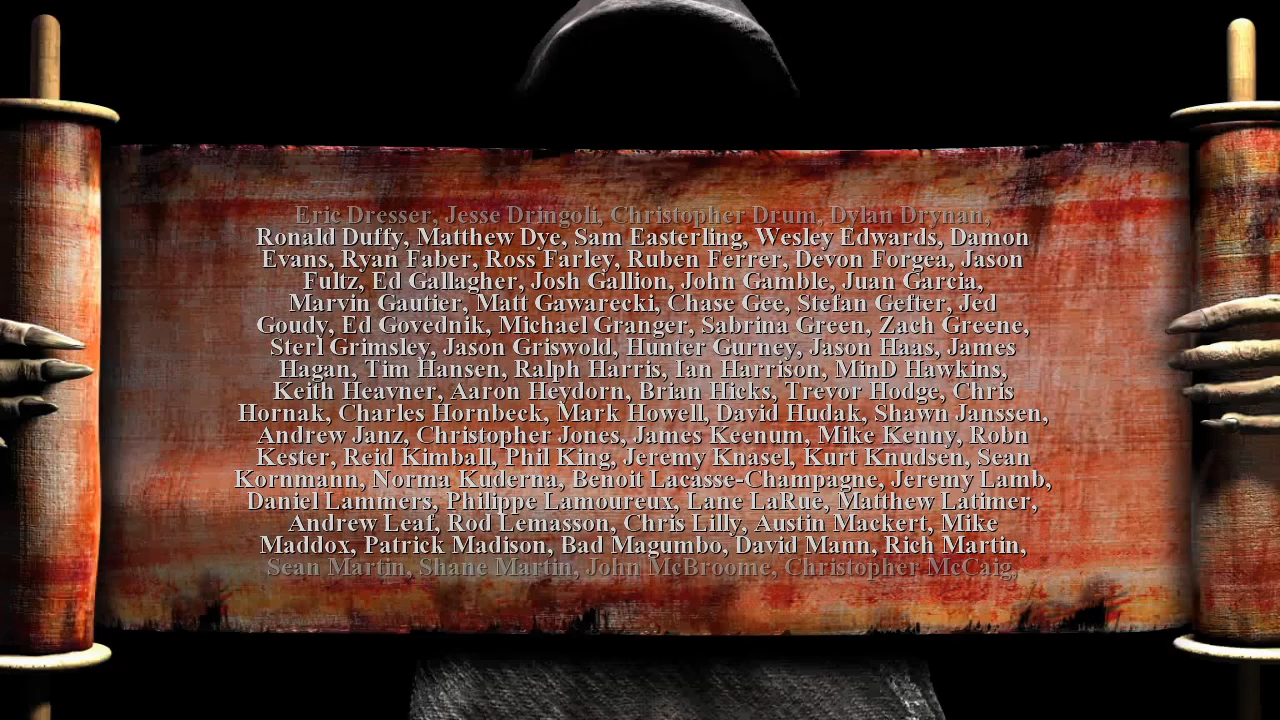 Eric Dresser, Jesse Dringoli, Christopher Drum, Dylan Drynan,
Ronald Duffy, Matthew Dye, Sam Easterling, Wesley Edwards, Damon
Evans, Ryan Faber, Ross Farley, Ruben Ferrer, Devon Forgea, Jason
Fultz, Ed Gallagher, Josh Gallion, John Gamble, Juan Garcia,
Marvin Gautier, Matt Gawarecki, Chase Gee, Stefan Gefter, Jed
Goudy, Ed Govednik, Michael Granger, Sabrina Green, Zach Greene,
Sterl Grimsley, Jason Griswold, Hunter Gurney, Jason Haas, James
Hagan, Tim Hansen, Ralph Harris, Ian Harrison, MinD Hawkins,
Keith Heavner, Aaron Heydorn, Brian Hicks, Trevor Hodge, Chris
Hornak, Charles Hornbeck, Mark Howell, David Hudak, Shawn Janssen,
Andrew Janz, Christopher Jones, James Keenum, Mike Kenny, Robn
Kester, Reid Kimball, Phil King, Jeremy Knasel, Kurt Knudsen, Sean
Kornmann, Norma Kuderna, Benoit Lacasse-Champagne, Jeremy Lamb,
Daniel Lammers, Philippe Lamoureux, Lane LaRue, Matthew Latimer,
Andrew Leaf, Rod Lemasson, Chris Lilly, Austin Mackert, Mike
Maddox, Patrick Madison, Bad Magumbo, David Mann, Rich Martin,
Sean Martin, Shane Martin, John McBroome, Christopher McCaig,